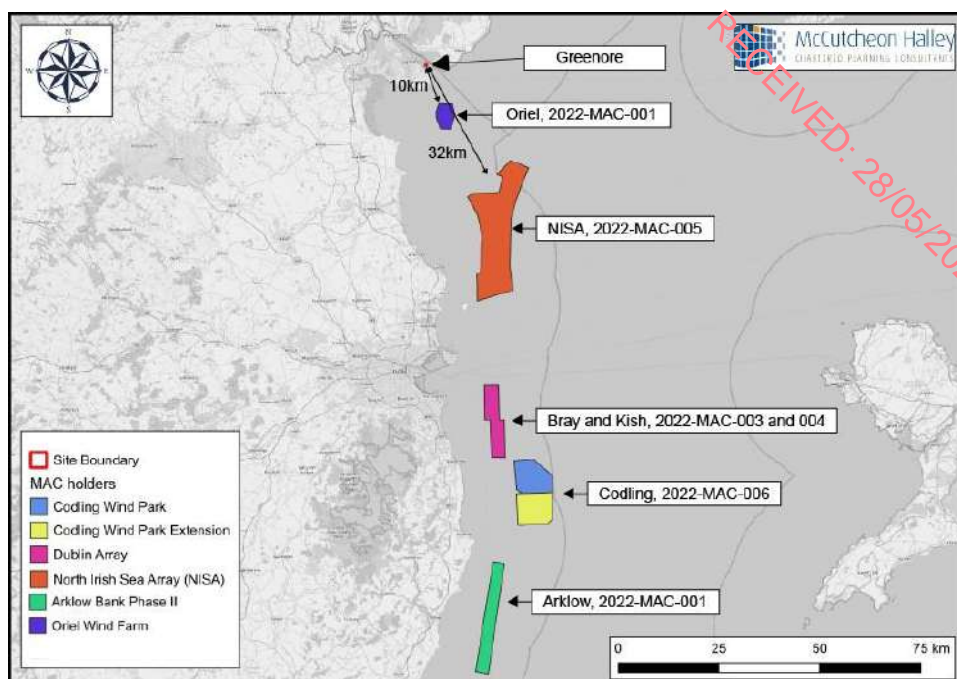 N
W
E
S
McCutcheon Halley
CHARTERED PLANNING CONSULTANTS
RECEIVED: 28/05/202
Greenore
10km
Oriel, 2022-MAC-001
32km
NISA, 2022-MAC-005
Bray and Kish, 2022-MAC-003 and 004
Codling, 2022-MAC-006
Arklow, 2022-MAC-001
Site Boundary
MAC holders
Codling Wind Park
Codling Wind Park Extension
Dublin Array
North Irish Sea Array (NISA)
Arklow Bank Phase II
Oriel Wind Farm
0 25 50 75 km